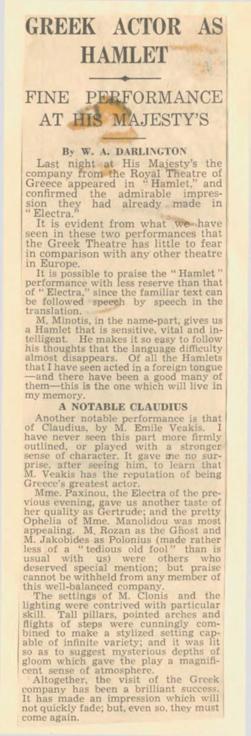 GREEK ACTOR AS
HAMLET
FINE PERFORMANCE
AT HIS MAJESTY'S
By W. A. DARLINGTON
Last night at His Majesty's the
company from the Royal Theatre of
Greece appeared in "Hamlet," and
confirmed the admirable impres-
sion they had already made in
"Electra."
It is evident from what we have
seen in these two performances that
the Greek Theatre has little to fear
in comparison with any other theatre
in Europe.
It is possible to praise the "Hamlet"
performance with less reserve than that
of "Electra," since the familiar text can
be followed speech by speech in the
translation.
M. Minotis, in the name-part, gives us
a Hamlet that is sensitive, vital and in-
telligent. He makes it so easy to follow
his thoughts that the language difficulty
almost disappears. Of all the Hamlets
that I have seen acted in a foreign tongue
—and there have been a good many of
them—this is the one which will live in
my memory.
A NOTABLE CLAUDIUS
Another notable performance is that
of Claudius, by M. Emile Veakis. I
have never seen this part more firmly
outlined, or played with a stronger
sense of character. It gave me no sur-
prise, after seeing him, to learn that
M. Veakis has the reputation of being
Greece's greatest actor.
Mme. Paxinou, the Electra of the pre-
vious evening, gave us another taste of
her quality as Gertrude; and the pretty
Ophelia of Mme. Manolidou was most
appealing. M. Rozan as the Ghost and
M. Jakobides as Polonius (made rather
less of a "tedious old fool" than is
usual with us) were others who
deserved special mention; but praise
cannot be withheld from any member of
this well-balanced company.
The settings of M. Clonis and the
lighting were contrived with particular
skill. Tall pillars, pointed arches and
flights of steps were cunningly com-
bined to make a stylized setting cap-
able of infinite variety; and it was lit
so as to suggest mysterious depths of
gloom which gave the play a magnifi-
cent sense of atmosphere.
Altogether, the visit of the Greek
company has been a brilliant success.
It has made an impression which will
not quickly fade; but, even so, they must
come again.